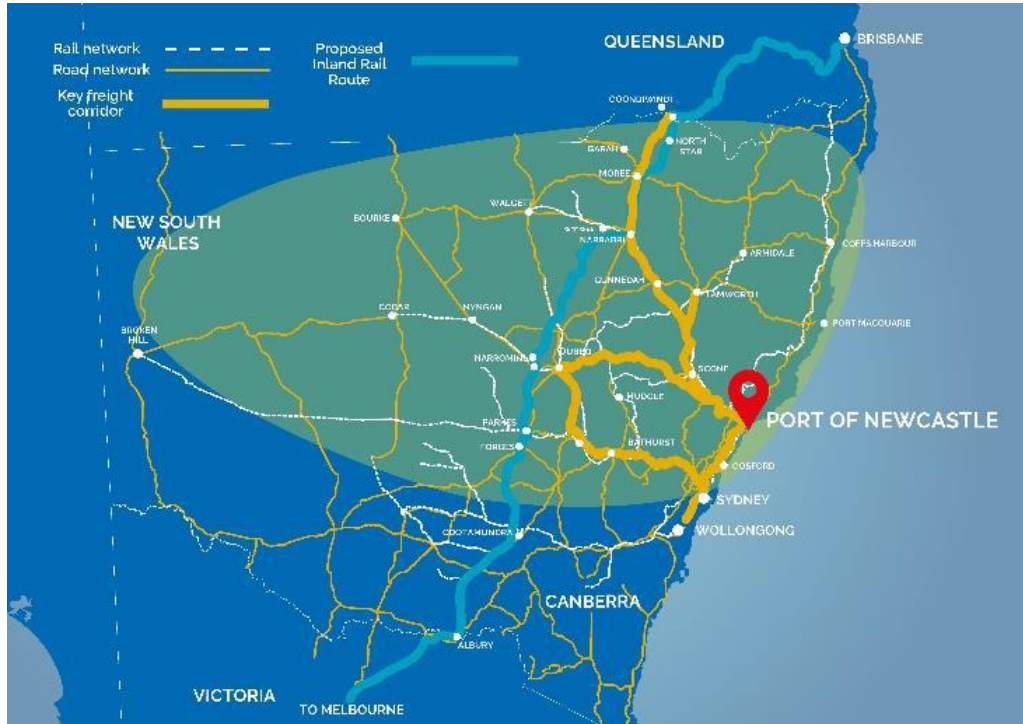 Rail network
Road network
Key freight
corridor
Proposed
Inland Rail
Route
QUEENSLAND
BRISBANE
NORTH
STAR
GARAH
MOREE
NEW SOUTH
WALES
BOURKE
WALGETT
NARRABRI
ARMIDALE
COFFS HARBOUR
GUNNEDAH
TAMWORTH
COBAR
NYNGAN
PORT MACQUARIE
BROKEN
HILL
NARROMINE
DUBBO
SCONE
MUDGEE
PORT OF NEWCASTLE
PARKES
FORBES
BATHURST
GOSFORD
SYDNEY
COOTAMUNDRA
WOLLONGONG
CANBERRA
ALBURY
VICTORIA
TO MELBOURNE